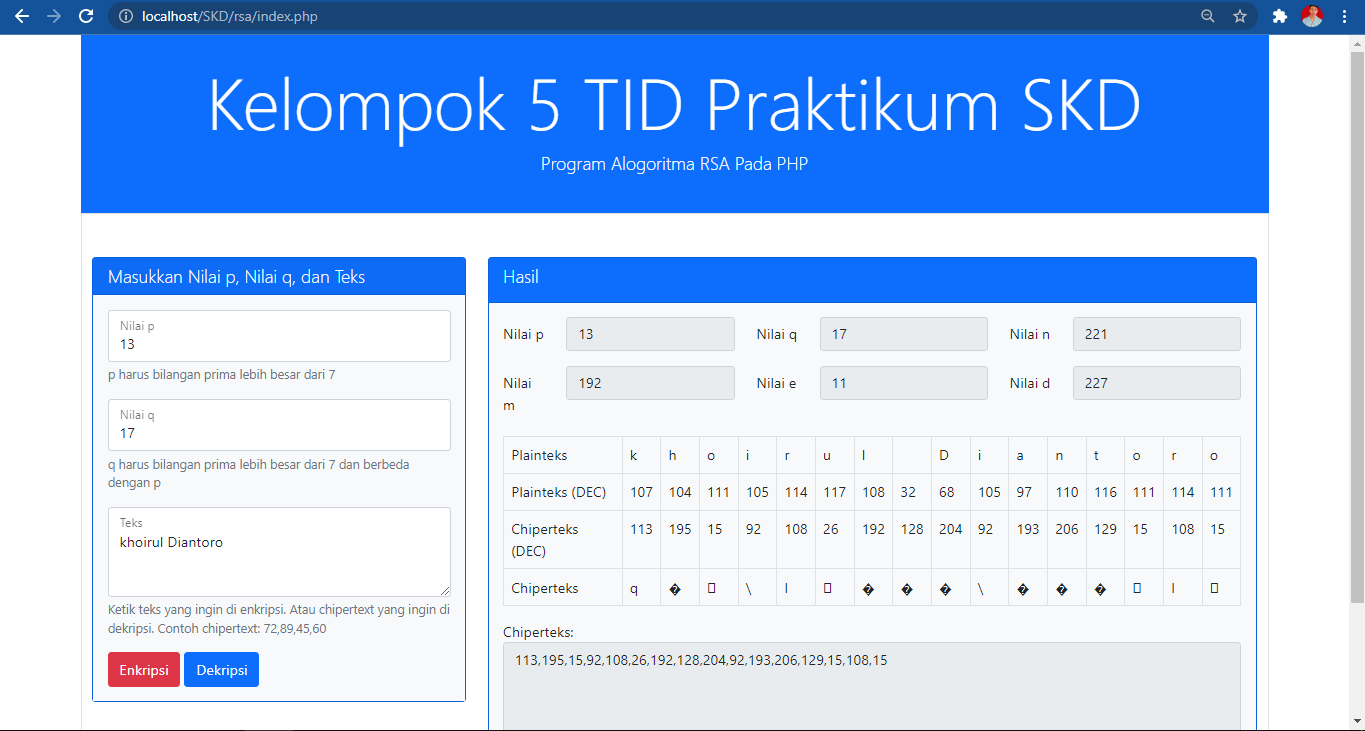 localhost/SKD/rsa/index.php
Kelompok 5 TID Praktikum SKD
Program Alogoritma RSA Pada PHP
Masukkan Nilai p, Nilai q, dan Teks
Nilai p
13
p harus bilangan prima lebih besar dari 7
Nilai q
17
q harus bilangan prima lebih besar dari 7 dan berbeda
dengan p
Teks
khoirul Diantoro
Ketik teks yang ingin di enkripsi. Atau chipertext yang ingin di
dekripsi. Contoh chipertext: 72,89,45,60
Enkripsi Dekripsi
Hasil
Nilai p 13 Nilai q 17 Nilai n 221
Nilai
m 192 Nilai e 11 Nilai d 227
Plainteks k h o i r u l D i a n t o r o
Plainteks (DEC) 107 104 111 105 114 117 108 32 68 105 97 110 116 111 114 111
Chiperteks
(DEC) 113 195 15 92 108 26 192 128 204 92 193 206 129 15 108 15
Chiperteks q � □ \ l □ � � � \ � � � □ l □
Chiperteks:
113,195,15,92,108,26,192,128,204,92,193,206,129,15,108,15